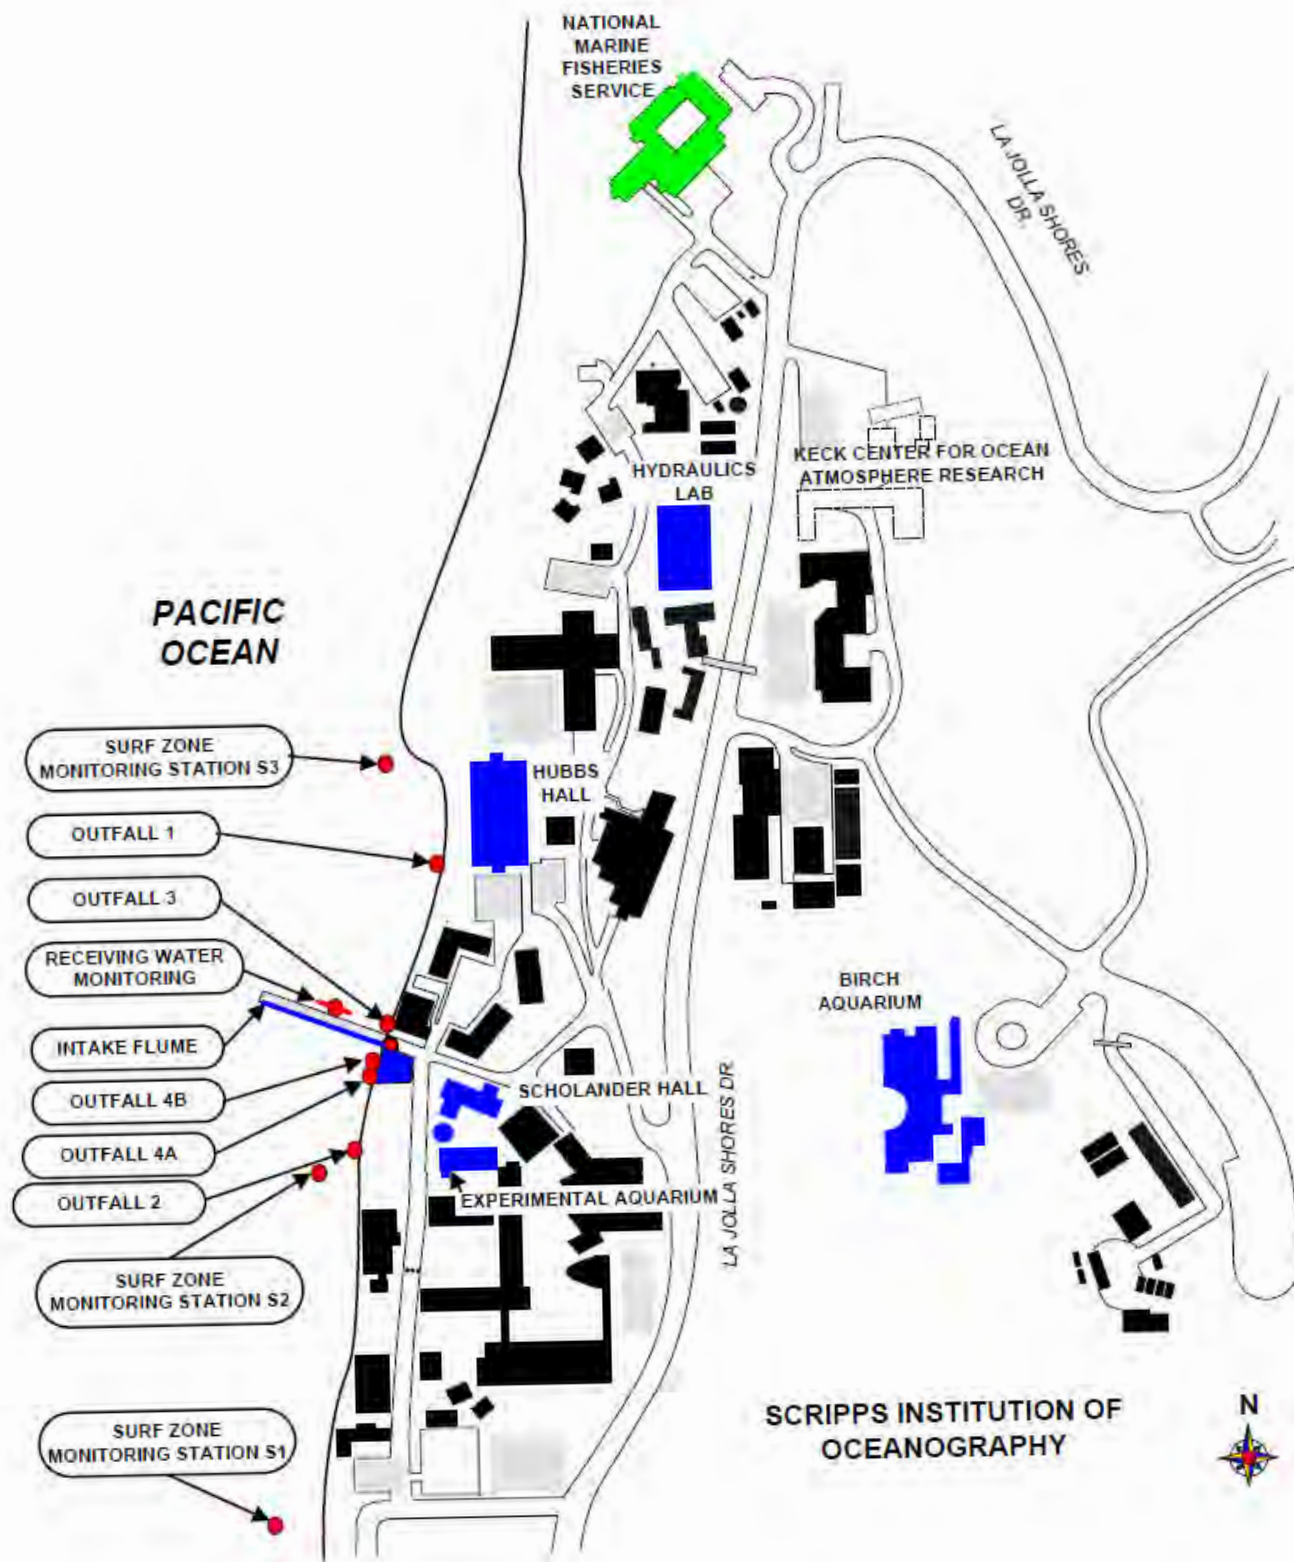 NATIONAL
MARINE
FISHERIES
SERVICE
LA JOLLA SHORES
DR.
KECK CENTER FOR OCEAN
ATMOSPHERE RESEARCH
HYDRAULICS
LAB
PACIFIC
OCEAN
SURF ZONE
MONITORING STATION S3
HUBBS
HALL
OUTFALL 1
OUTFALL 3
RECEIVING WATER
MONITORING
BIRCH
AQUARIUM
INTAKE FLUME
OUTFALL 4B
SCHOLANDER HALL
LA JOLLA SHORES DR
OUTFALL 4A
OUTFALL 2
EXPERIMENTAL AQUARIUM
SURF ZONE
MONITORING STATION S2
SURF ZONE
MONITORING STATION S1
SCRIPPS INSTITUTION OF
OCEANOGRAPHY
N